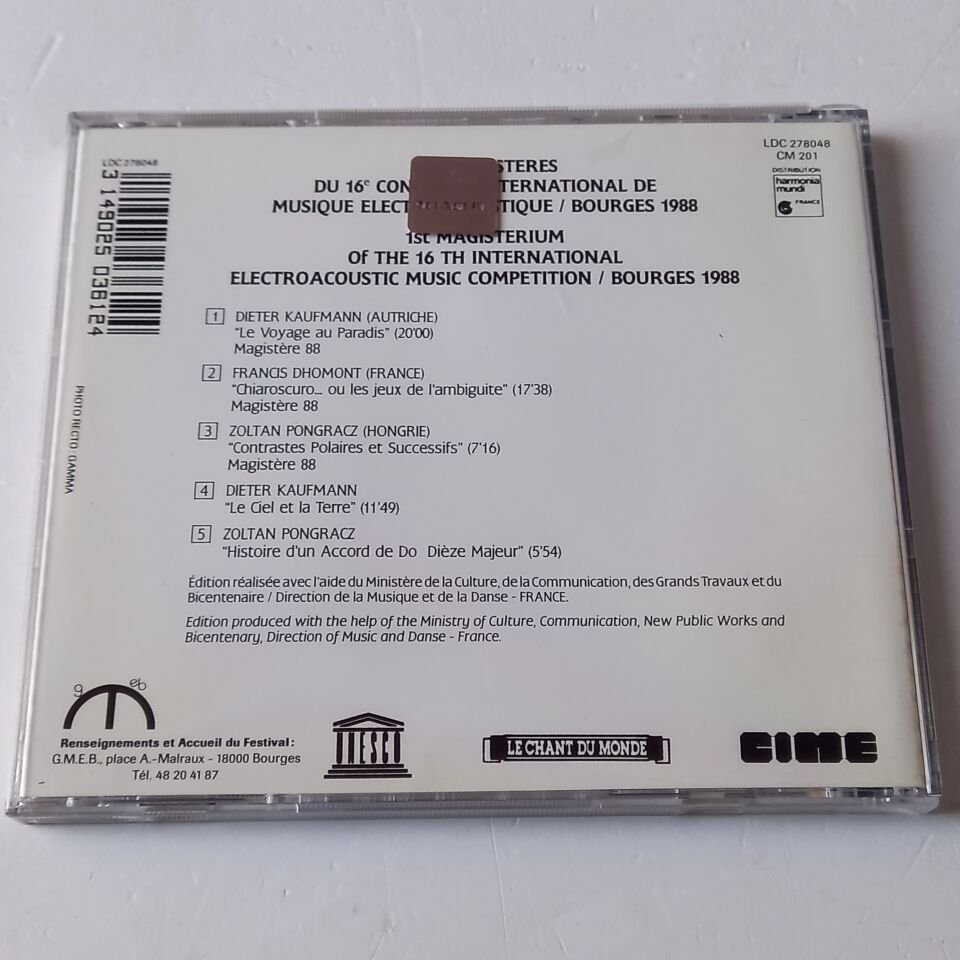 LDC 278048
3 149025 038124
PHOTO RECTO GAMMA
LDC 278048
CM 201
DISTRIBUTION
harmonia
mundi
FRANCE
DU 16e INTERNATIONAL DE
MUSIQUE / BOURGES 1988
1st MAGISTERIUM
OF THE 16 TH INTERNATIONAL
ELECTROACOUSTIC MUSIC COMPETITION / BOURGES 1988
1 DIETER KAUFMANN (AUTRICHE)
"Le Voyage au Paradis" (20'00)
Magistère 88
2 FRANCIS DHOMONT (FRANCE)
"Chiaroscuro... ou les jeux de l'ambiguite" (17'38)
Magistère 88
3 ZOLTAN PONGRACZ (HONGRIE)
"Contrastes Polaires et Successifs" (7'16)
Magistère 88
4 DIETER KAUFMANN
"Le Ciel et la Terre" (11'49)
5 ZOLTAN PONGRACZ
"Histoire d'un Accord de Do Dièze Majeur" (5'54)
Édition réalisée avec l'aide du Ministère de la Culture, de la Communication, des Grands Travaux et du
Bicentenaire / Direction de la Musique et de la Danse - FRANCE.
Edition produced with the help of the Ministry of Culture, Communication, New Public Works and
Bicentenary, Direction of Music and Danse - France.
g m eb
Renseignements et Accueil du Festival :
G.M.E.B., place A.-Malraux - 18000 Bourges
Tél. 48 20 41 87
UNESCO
LE CHANT DU MONDE
CIME